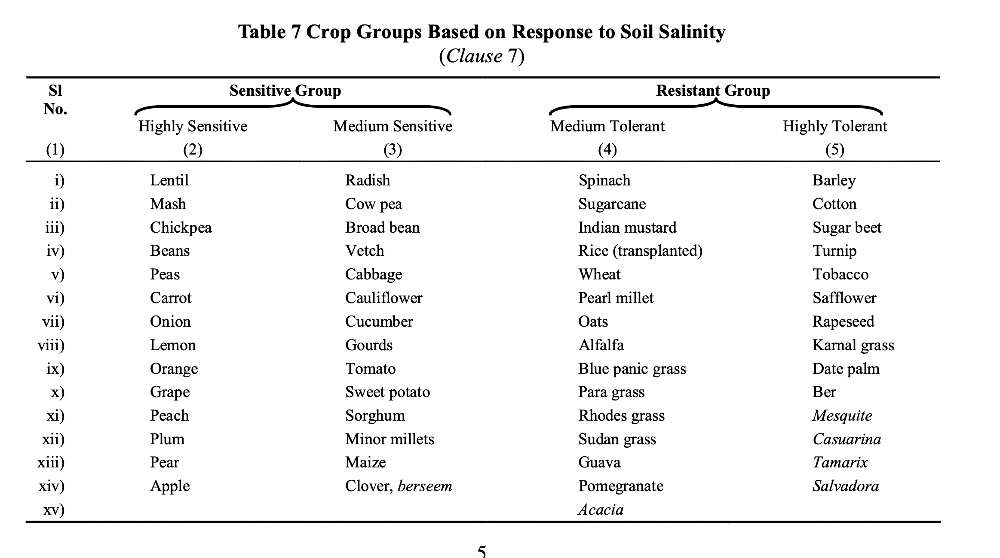 Table 7 Crop Groups Based on Response to Soil Salinity
(Clause 7)
Sl No. Sensitive Group Resistant Group
Highly Sensitive Medium Sensitive Medium Tolerant Highly Tolerant
(1) (2) (3) (4) (5)
i) Lentil Radish Spinach Barley
ii) Mash Cow pea Sugarcane Cotton
iii) Chickpea Broad bean Indian mustard Sugar beet
iv) Beans Vetch Rice (transplanted) Turnip
v) Peas Cabbage Wheat Tobacco
vi) Carrot Cauliflower Pearl millet Safflower
vii) Onion Cucumber Oats Rapeseed
viii) Lemon Gourds Alfalfa Karnal grass
ix) Orange Tomato Blue panic grass Date palm
x) Grape Sweet potato Para grass Ber
xi) Peach Sorghum Rhodes grass Mesquite
xii) Plum Minor millets Sudan grass Casuarina
xiii) Pear Maize Guava Tamarix
xiv) Apple Clover, berseem Pomegranate Salvadora
xv) Acacia
5